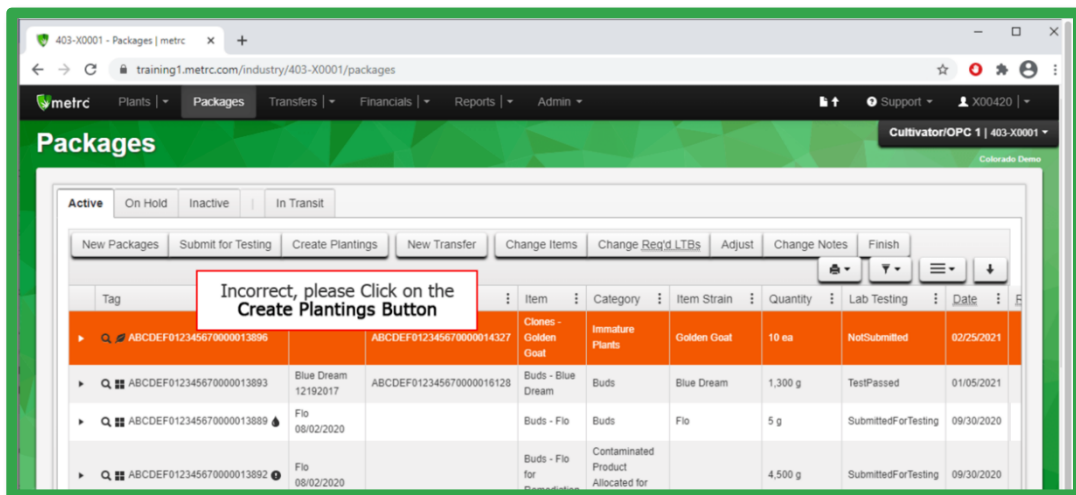 403-X0001 - Packages | metrc
training1.metrc.com/industry/403-X0001/packages
metrc Plants Packages Transfers Financials Reports Admin Support X00420
Packages
Cultivator/OPC 1 | 403-X0001
Colorado Demo
Active On Hold Inactive In Transit
New Packages Submit for Testing Create Plantings New Transfer Change Items Change Req'd LTBs Adjust Change Notes Finish
Incorrect, please Click on the
Create Plantings Button
Tag Item Category Item Strain Quantity Lab Testing Date
ABCDEF012345670000013896 ABCDEF012345670000014327 Clones - Golden Goat Immature Plants Golden Goat 10 ea NotSubmitted 02/25/2021
ABCDEF012345670000013893 Blue Dream 12192017 ABCDEF012345670000016128 Buds - Blue Dream Buds Blue Dream 1,300 g TestPassed 01/05/2021
ABCDEF012345670000013889 Flo 08/02/2020 Buds - Flo Buds Flo 5 g SubmittedForTesting 09/30/2020
ABCDEF012345670000013892 Flo 08/02/2020 Buds - Flo for Contaminated Product Allocated for 4,500 g SubmittedForTesting 09/30/2020